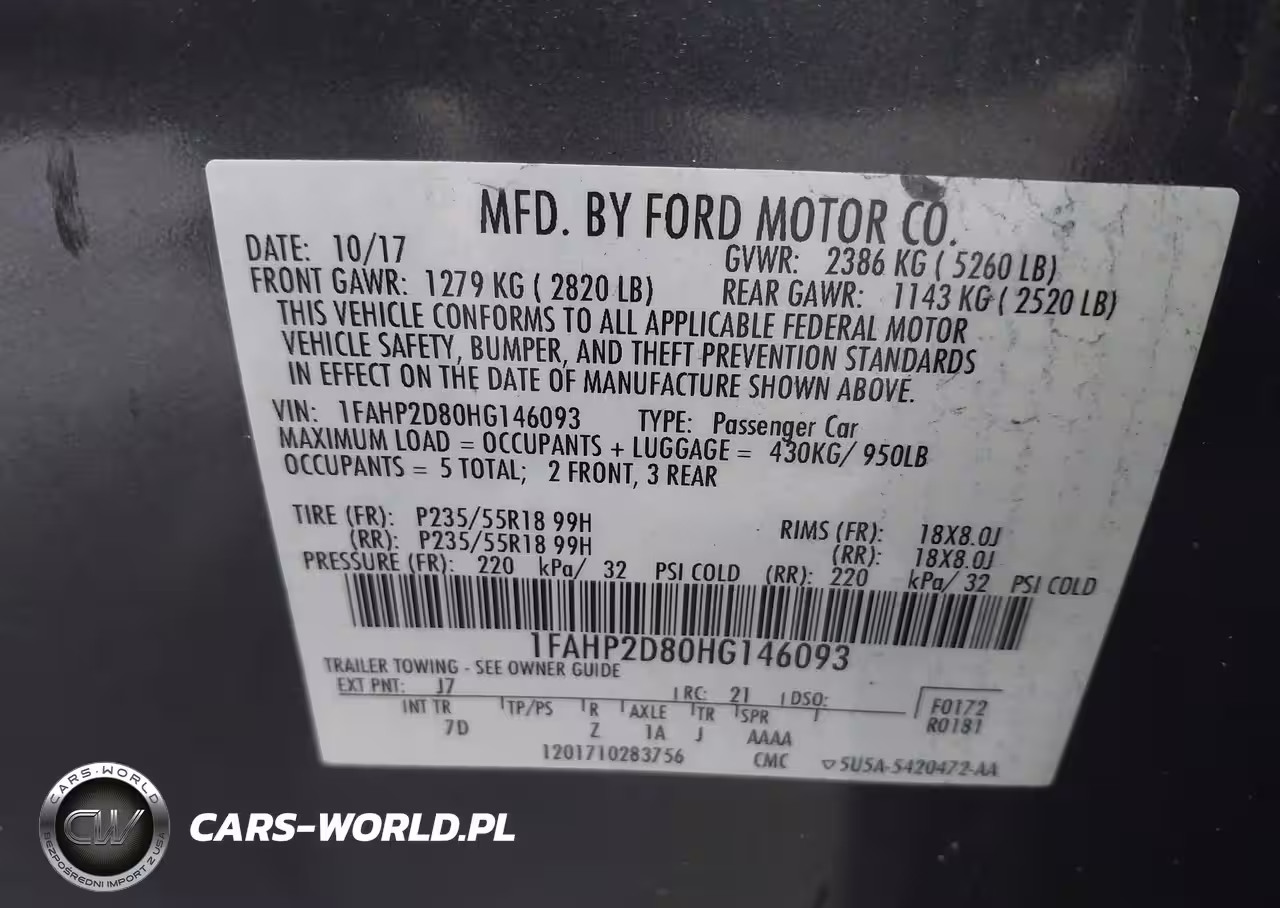 MFD. BY FORD MOTOR CO.
DATE: 10/17 GVWR: 2386 KG ( 5260 LB)
FRONT GAWR: 1279 KG ( 2820 LB) REAR GAWR: 1143 KG ( 2520 LB)
THIS VEHICLE CONFORMS TO ALL APPLICABLE FEDERAL MOTOR
VEHICLE SAFETY, BUMPER, AND THEFT PREVENTION STANDARDS
IN EFFECT ON THE DATE OF MANUFACTURE SHOWN ABOVE.
VIN: 1FAHP2D80HG146093 TYPE: Passenger Car
MAXIMUM LOAD = OCCUPANTS + LUGGAGE = 430KG/ 950LB
OCCUPANTS = 5 TOTAL; 2 FRONT, 3 REAR
TIRE (FR): P235/55R18 99H RIMS (FR): 18X8.0J
(RR): P235/55R18 99H (RR): 18X8.0J
PRESSURE (FR): 220 kPa/ 32 PSI COLD (RR): 220 kPa/ 32 PSI COLD
1FAHP2D80HG146093
TRAILER TOWING - SEE OWNER GUIDE
EXT PNT: J7 RC: 21 DSO: F0172
INT TR TP/PS R AXLE TR SPR R0181
7D Z 1A J AAAA
1201710283756 CMC ▽5U5A-5420472-AA
CARS-WORLD
CW
BEZPOŚREDNI IMPORT Z USA
CARS-WORLD.PL